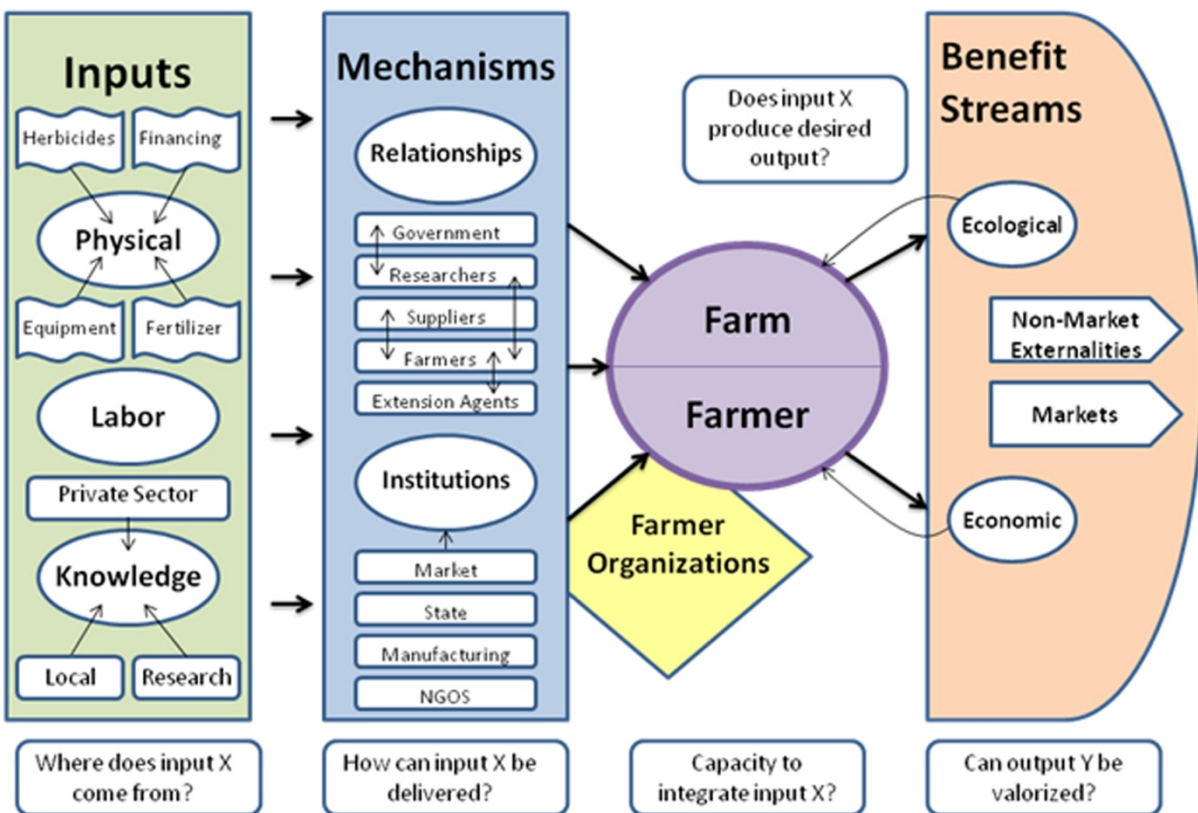 Inputs
Herbicides
Financing
Physical
Equipment
Fertilizer
Labor
Private Sector
Knowledge
Local
Research
Where does input X
come from?
Mechanisms
Relationships
Government
Researchers
Suppliers
Farmers
Extension Agents
Institutions
Market
State
Manufacturing
NGOS
How can input X be
delivered?
Does input X
produce desired
output?
Farm
Farmer
Farmer
Organizations
Capacity to
integrate input X?
Benefit
Streams
Ecological
Non-Market
Externalities
Markets
Economic
Can output Y be
valorized?